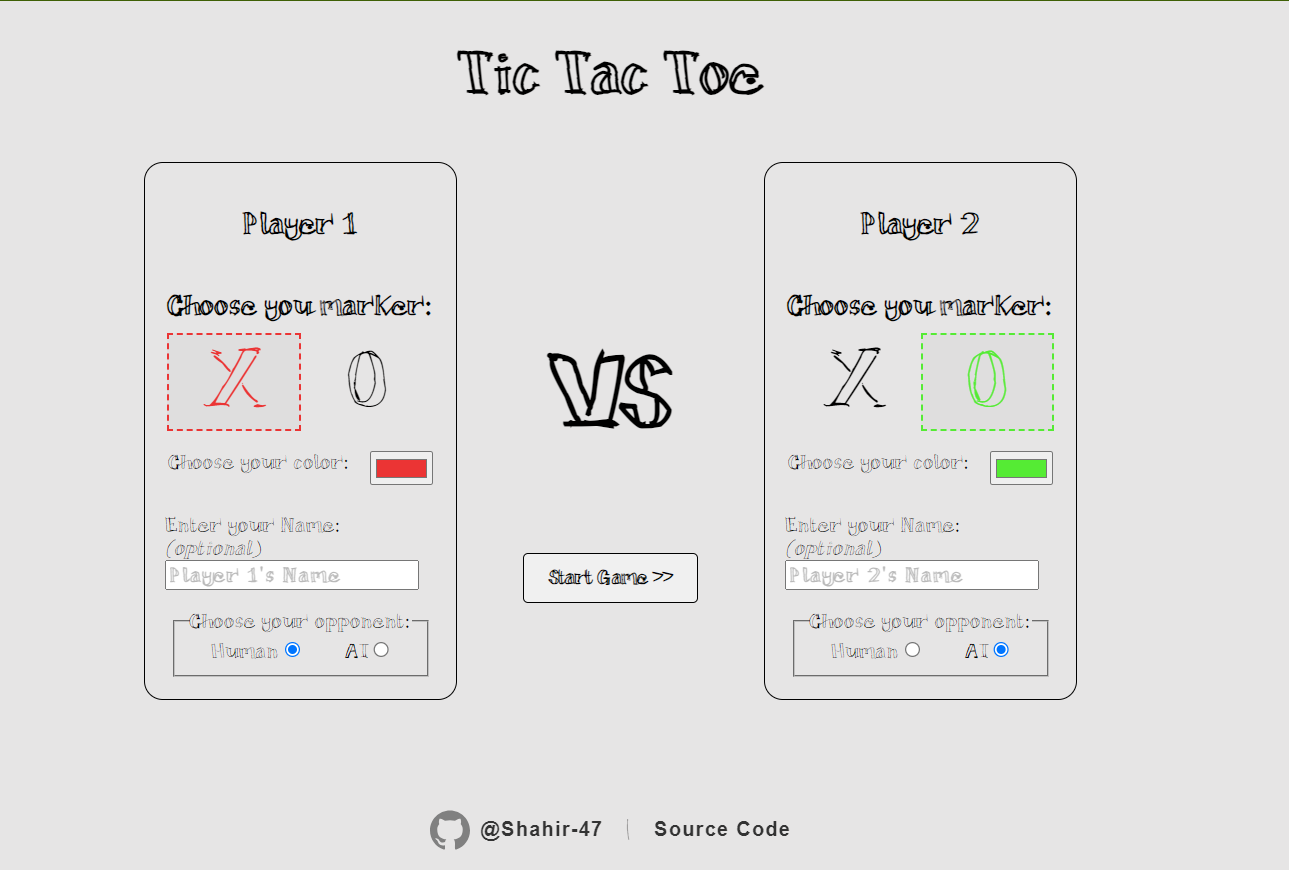 Tic Tac Toe
Player 1
Choose you marker:
X O
Choose your color:
Enter your Name:
(optional)
Player 1's Name
Choose your opponent:
Human AI
VS
Start Game >>
Player 2
Choose you marker:
X O
Choose your color:
Enter your Name:
(optional)
Player 2's Name
Choose your opponent:
Human AI
@Shahir-47 | Source Code